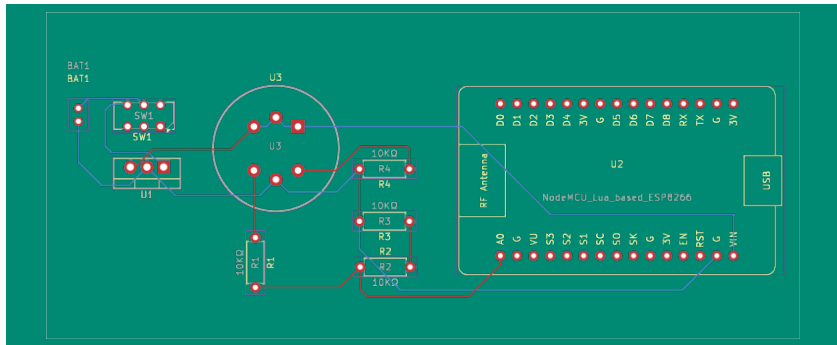 BAT1
BAT1
SW1
SW1
U1
U3
U3
10KΩ
R4
R4
10KΩ
R3
R3
R2
R2
10KΩ
10KΩ
R1
R1
D0 D1 D2 D3 D4 3V G D5 D6 D7 D8 RX TX G 3V
U2
RF Antenna
USB
NodeMCU_Lua_based_ESP8266
A0 G VU S3 S2 S1 SC SO SK G 3V EN RST G VIN